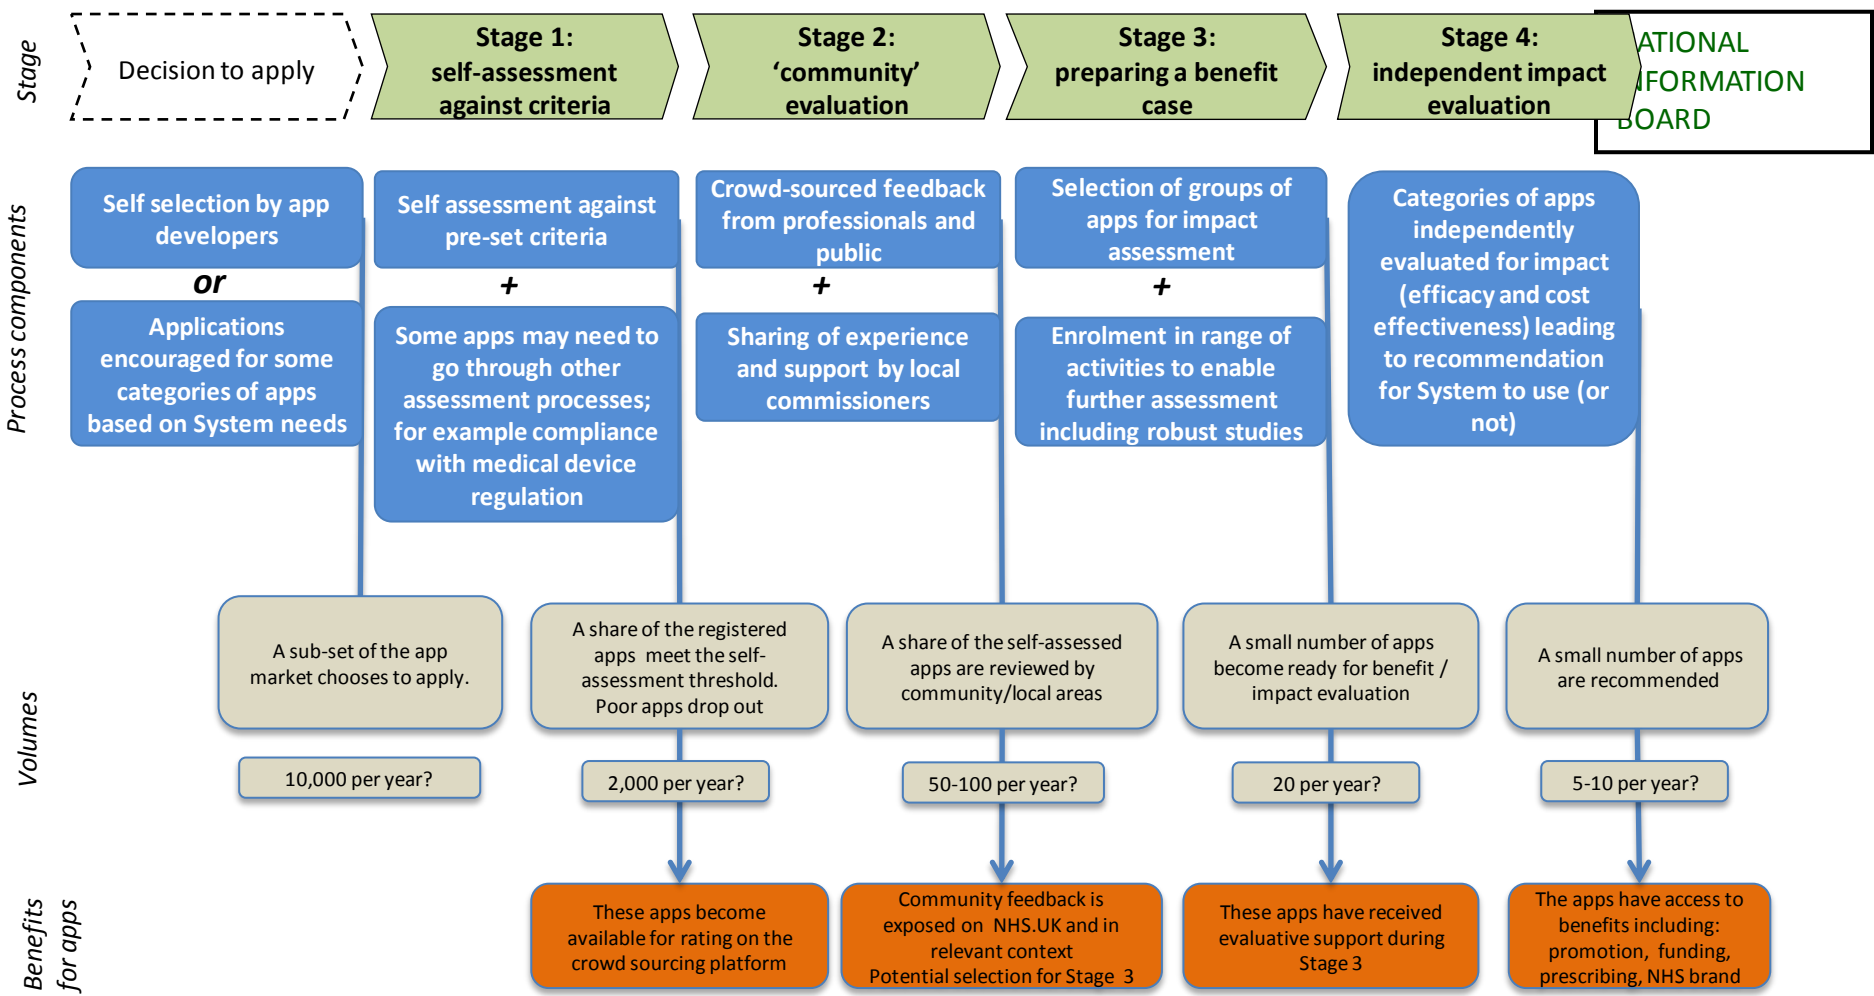 Stage
Decision to apply
Stage 1:
self-assessment
against criteria
Stage 2:
‘community’
evaluation
Stage 3:
preparing a benefit
case
Stage 4:
independent impact
evaluation
ATIONAL
NFORMATION
BOARD
Process components
Self selection by app
developers
or
Applications
encouraged for some
categories of apps
based on System needs
Self assessment against
pre-set criteria
+
Some apps may need to
go through other
assessment processes;
for example compliance
with medical device
regulation
Crowd-sourced feedback
from professionals and
public
+
Sharing of experience
and support by local
commissioners
Selection of groups of
apps for impact
assessment
+
Enrolment in range of
activities to enable
further assessment
including robust studies
Categories of apps
independently
evaluated for impact
(efficacy and cost
effectiveness) leading
to recommendation
for System to use (or
not)
Volumes
A sub-set of the app
market chooses to apply.
A share of the registered
apps meet the self-
assessment threshold.
Poor apps drop out
A share of the self-assessed
apps are reviewed by
community/local areas
A small number of apps
become ready for benefit /
impact evaluation
A small number of apps
are recommended
10,000 per year?
2,000 per year?
50-100 per year?
20 per year?
5-10 per year?
Benefits
for apps
These apps become
available for rating on the
crowd sourcing platform
Community feedback is
exposed on NHS.UK and in
relevant context
Potential selection for Stage 3
These apps have received
evaluative support during
Stage 3
The apps have access to
benefits including:
promotion, funding,
prescribing, NHS brand